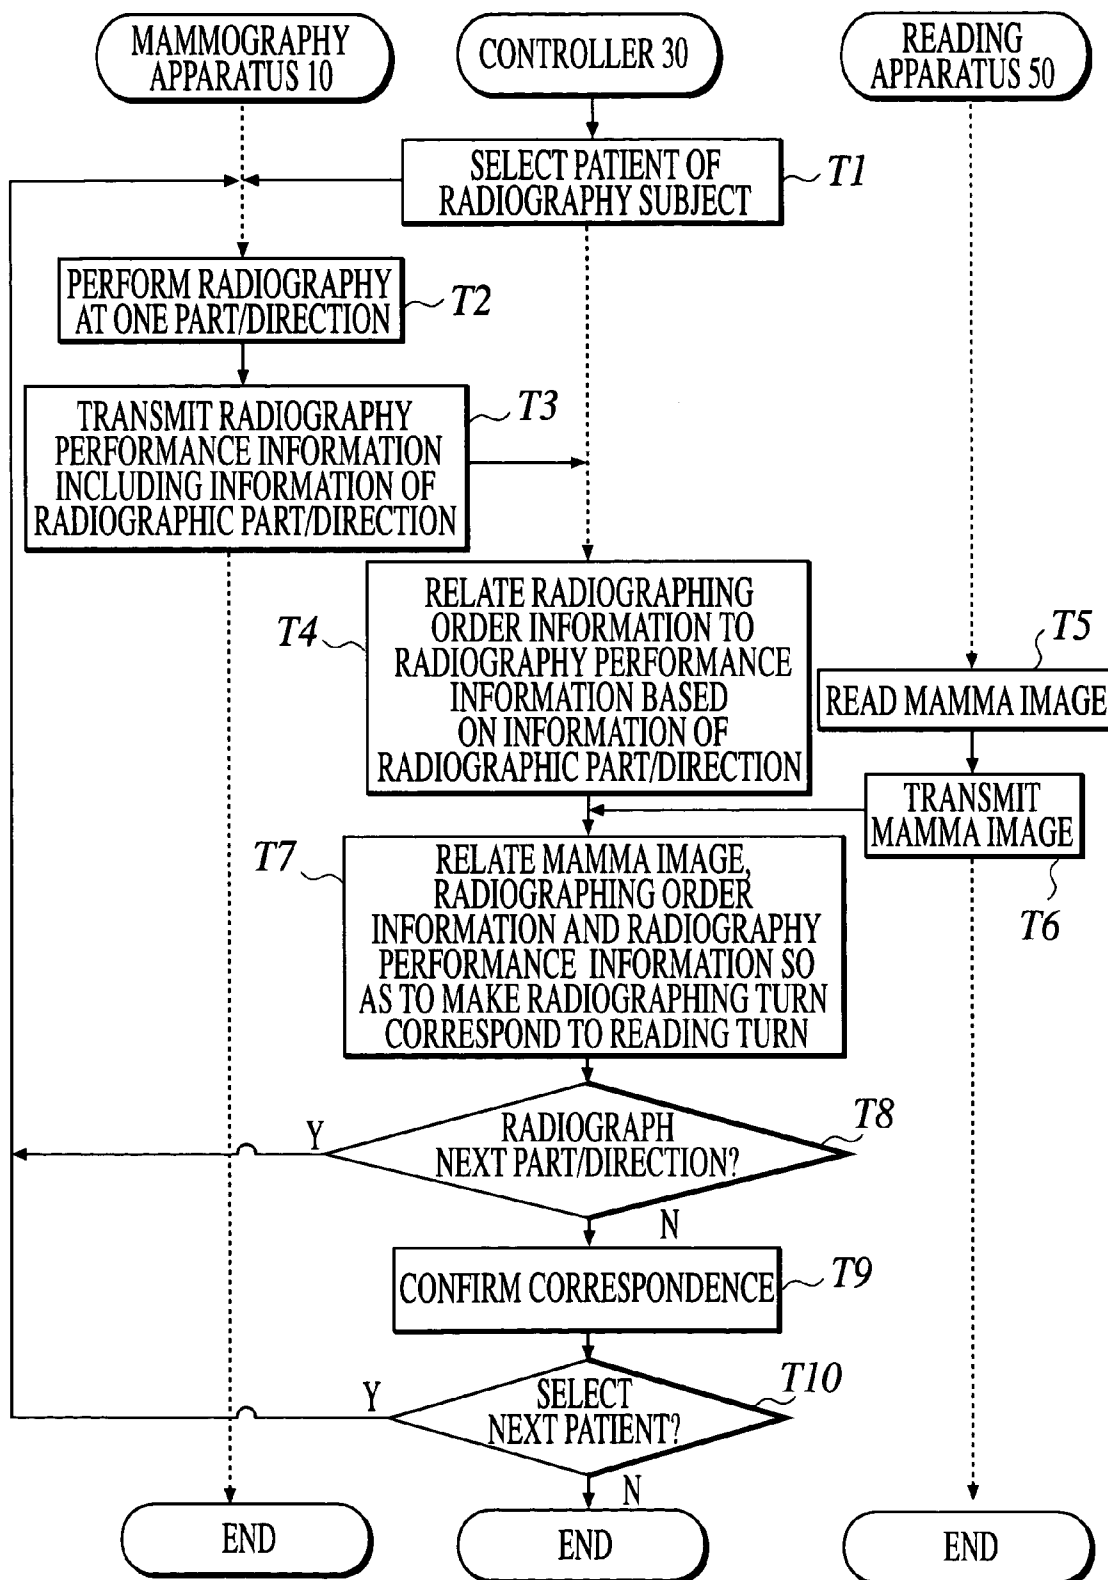 MAMMOGRAPHY
APPARATUS 10
CONTROLLER 30
READING
APPARATUS 50
SELECT PATIENT OF
RADIOGRAPHY SUBJECT
T1
PERFORM RADIOGRAPHY
AT ONE PART/DIRECTION
T2
TRANSMIT RADIOGRAPHY
PERFORMANCE INFORMATION
INCLUDING INFORMATION OF
RADIOGRAPHIC PART/DIRECTION
T3
RELATE RADIOGRAPHING
ORDER INFORMATION TO
RADIOGRAPHY PERFORMANCE
INFORMATION BASED
ON INFORMATION OF
RADIOGRAPHIC PART/DIRECTION
T4
T5
READ MAMMA IMAGE
TRANSMIT
MAMMA IMAGE
T6
T7
RELATE MAMMA IMAGE,
RADIOGRAPHING ORDER
INFORMATION AND RADIOGRAPHY
PERFORMANCE INFORMATION SO
AS TO MAKE RADIOGRAPHING TURN
CORRESPOND TO READING TURN
T8
Y
RADIOGRAPH
NEXT PART/DIRECTION?
N
CONFIRM CORRESPONDENCE
T9
T10
Y
SELECT
NEXT PATIENT?
N
END
END
END